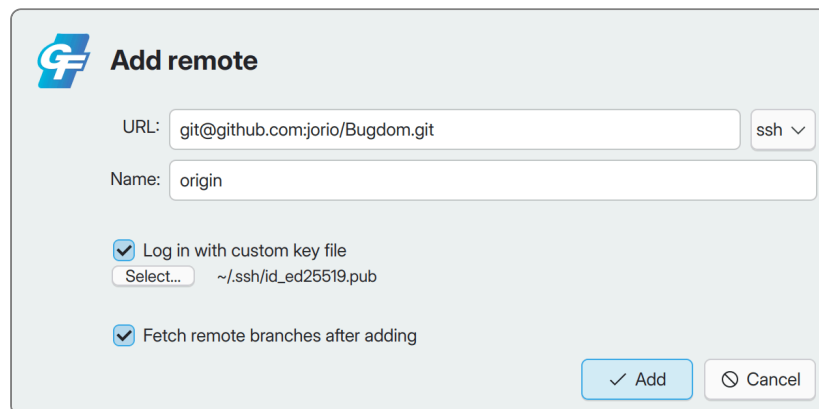 GF
Add remote
URL: git@github.com:jorio/Bugdom.git ssh
Name: origin
Log in with custom key file
Select... ~/.ssh/id_ed25519.pub
Fetch remote branches after adding
Add Cancel